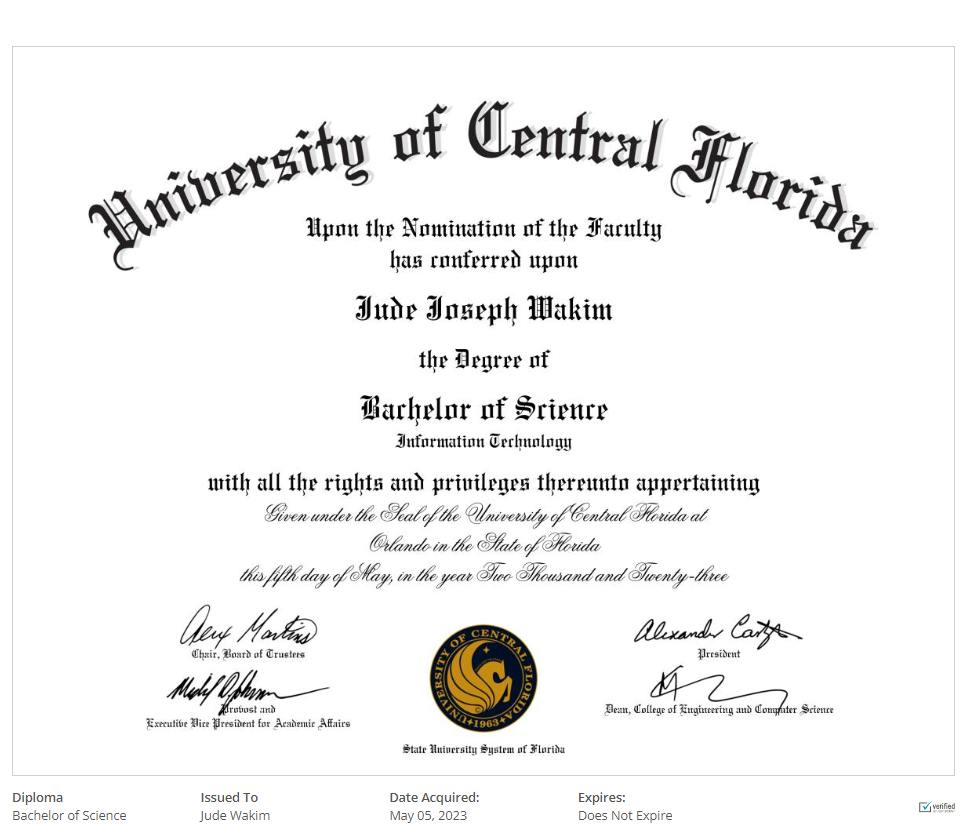 University of Central Florida
Upon the Nomination of the Faculty
has conferred upon
Jude Joseph Wakim
the Degree of
Bachelor of Science
Information Technology
with all the rights and privileges thereunto appertaining
Given under the Seal of the University of Central Florida at
Orlando in the State of Florida
this fifth day of May, in the year Two Thousand and Twenty-three
Alex Martins
Chair, Board of Trustees
Provost and
Executive Vice President for Academic Affairs
UNIVERSITY OF CENTRAL FLORIDA
1963
State University System of Florida
Alexander
President
Dean, College of Engineering and Computer Science
Diploma
Bachelor of Science
Issued To
Jude Wakim
Date Acquired:
May 05, 2023
Expires:
Does Not Expire
verified